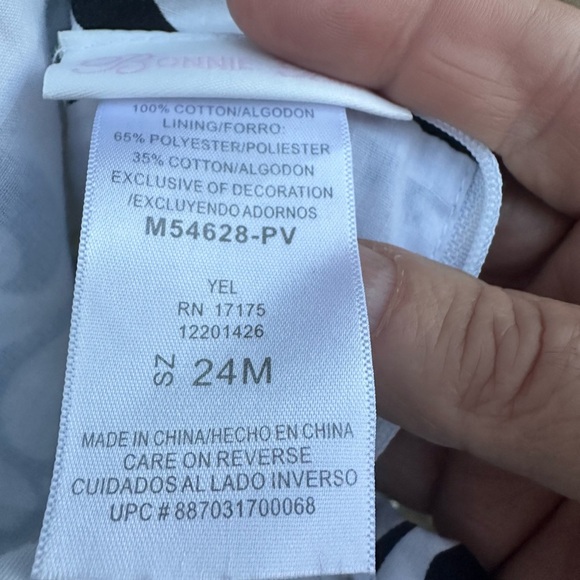 BONNIE
100% COTTON/ALGODON
LINING/FORRO:
65% POLYESTER/POLIESTER
35% COTTON/ALGODON
EXCLUSIVE OF DECORATION
/EXCLUYENDO ADORNOS
M54628-PV
YEL
RN 17175
12201426
SZ 24M
MADE IN CHINA/HECHO EN CHINA
CARE ON REVERSE
CUIDADOS AL LADO INVERSO
UPC # 887031700068